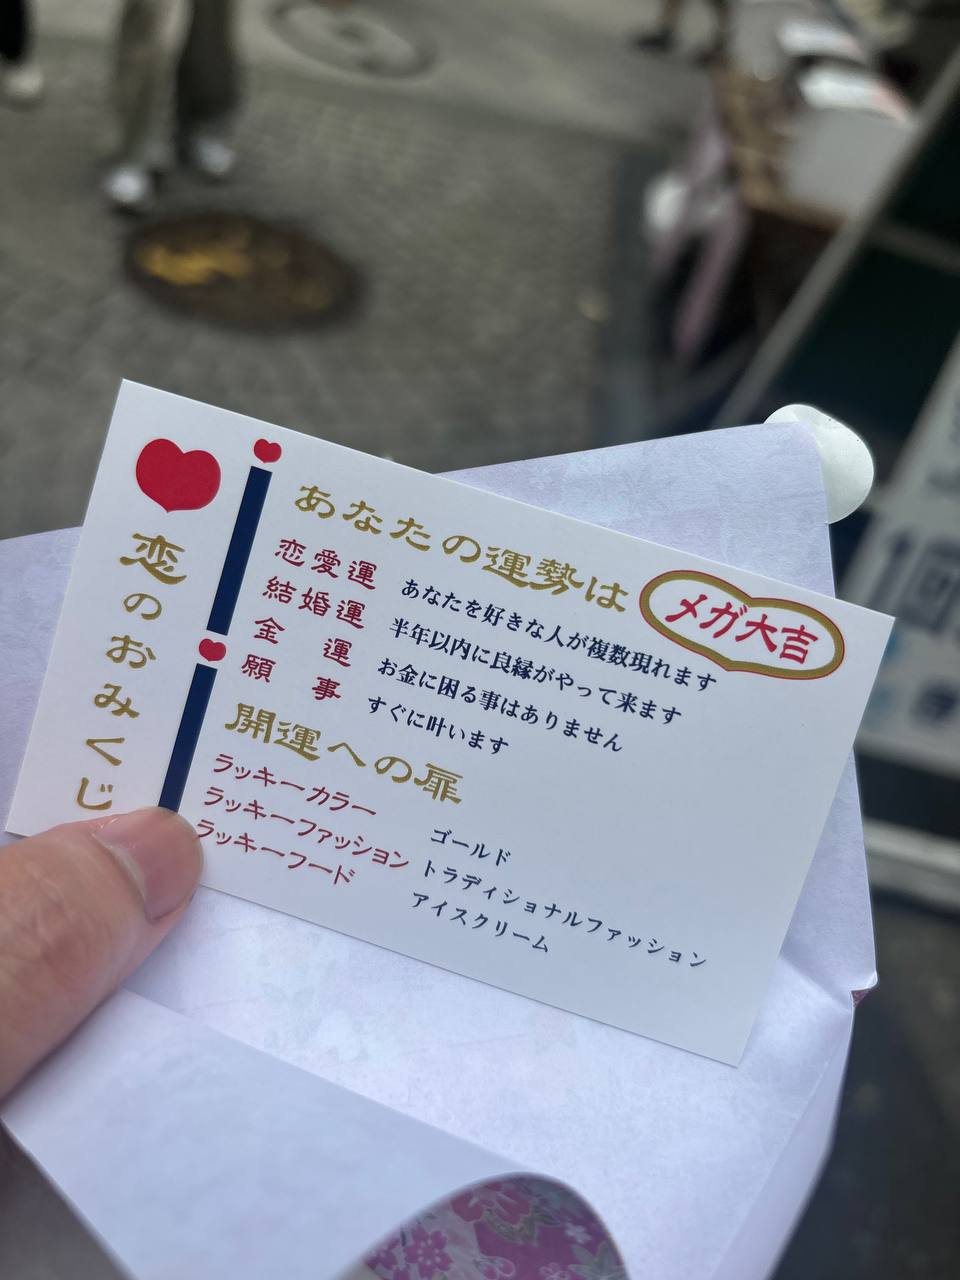 恋のおみくじ
あなたの運勢は メガ大吉
恋愛運 あなたを好きな人が複数現れます
結婚運 半年以内に良縁がやって来ます
金運 お金に困る事はありません
願事 すぐに叶います
開運への扉
ラッキーカラー ゴールド
ラッキーファッション トラディショナルファッション
ラッキーフード アイスクリーム